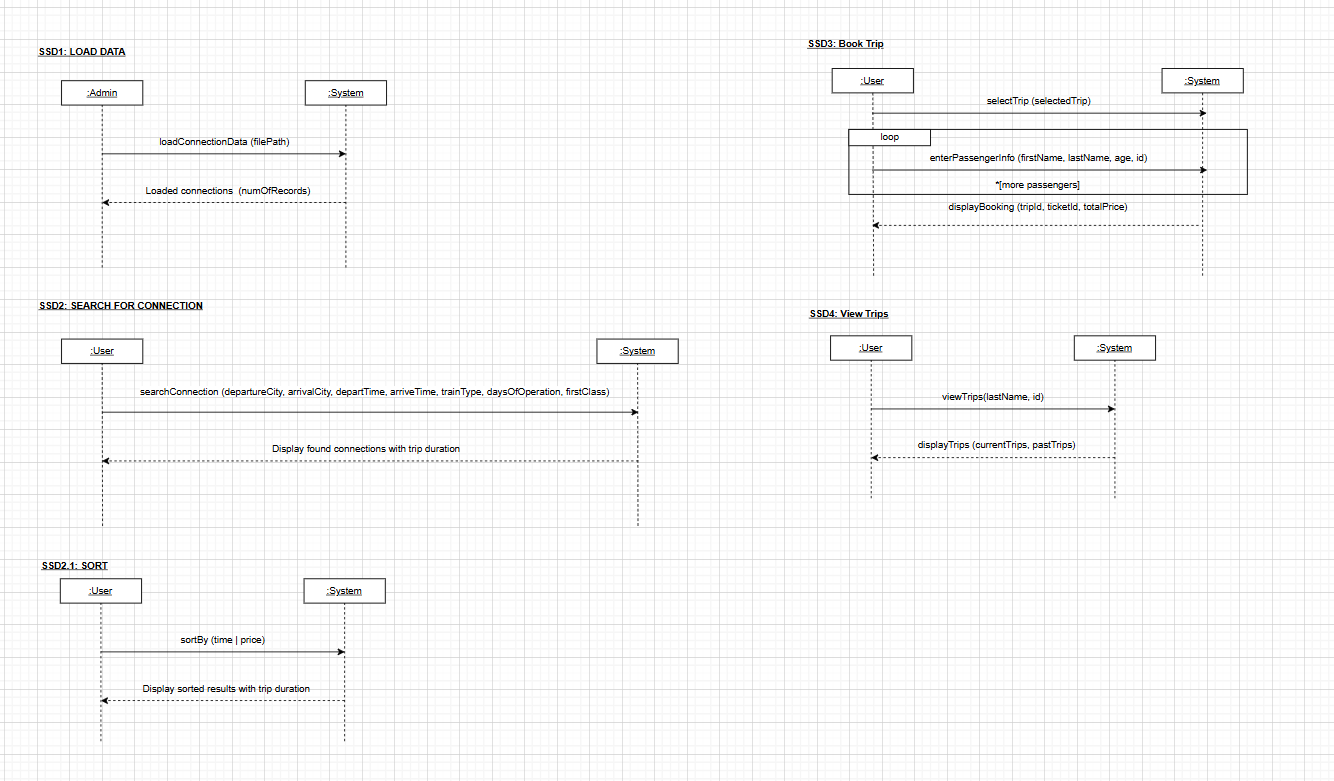 SSD1: LOAD DATA
:Admin
:System
loadConnectionData (filePath)
Loaded connections (numOfRecords)
SSD2: SEARCH FOR CONNECTION
:User
:System
searchConnection (departureCity, arrivalCity, departTime, arriveTime, trainType, daysOfOperation, firstClass)
Display found connections with trip duration
SSD2.1: SORT
:User
:System
sortBy (time | price)
Display sorted results with trip duration
SSD3: Book Trip
:User
:System
selectTrip (selectedTrip)
loop
enterPassengerInfo (firstName, lastName, age, id)
*[more passengers]
displayBooking (tripId, ticketId, totalPrice)
SSD4: View Trips
:User
:System
viewTrips(lastName, id)
displayTrips (currentTrips, pastTrips)